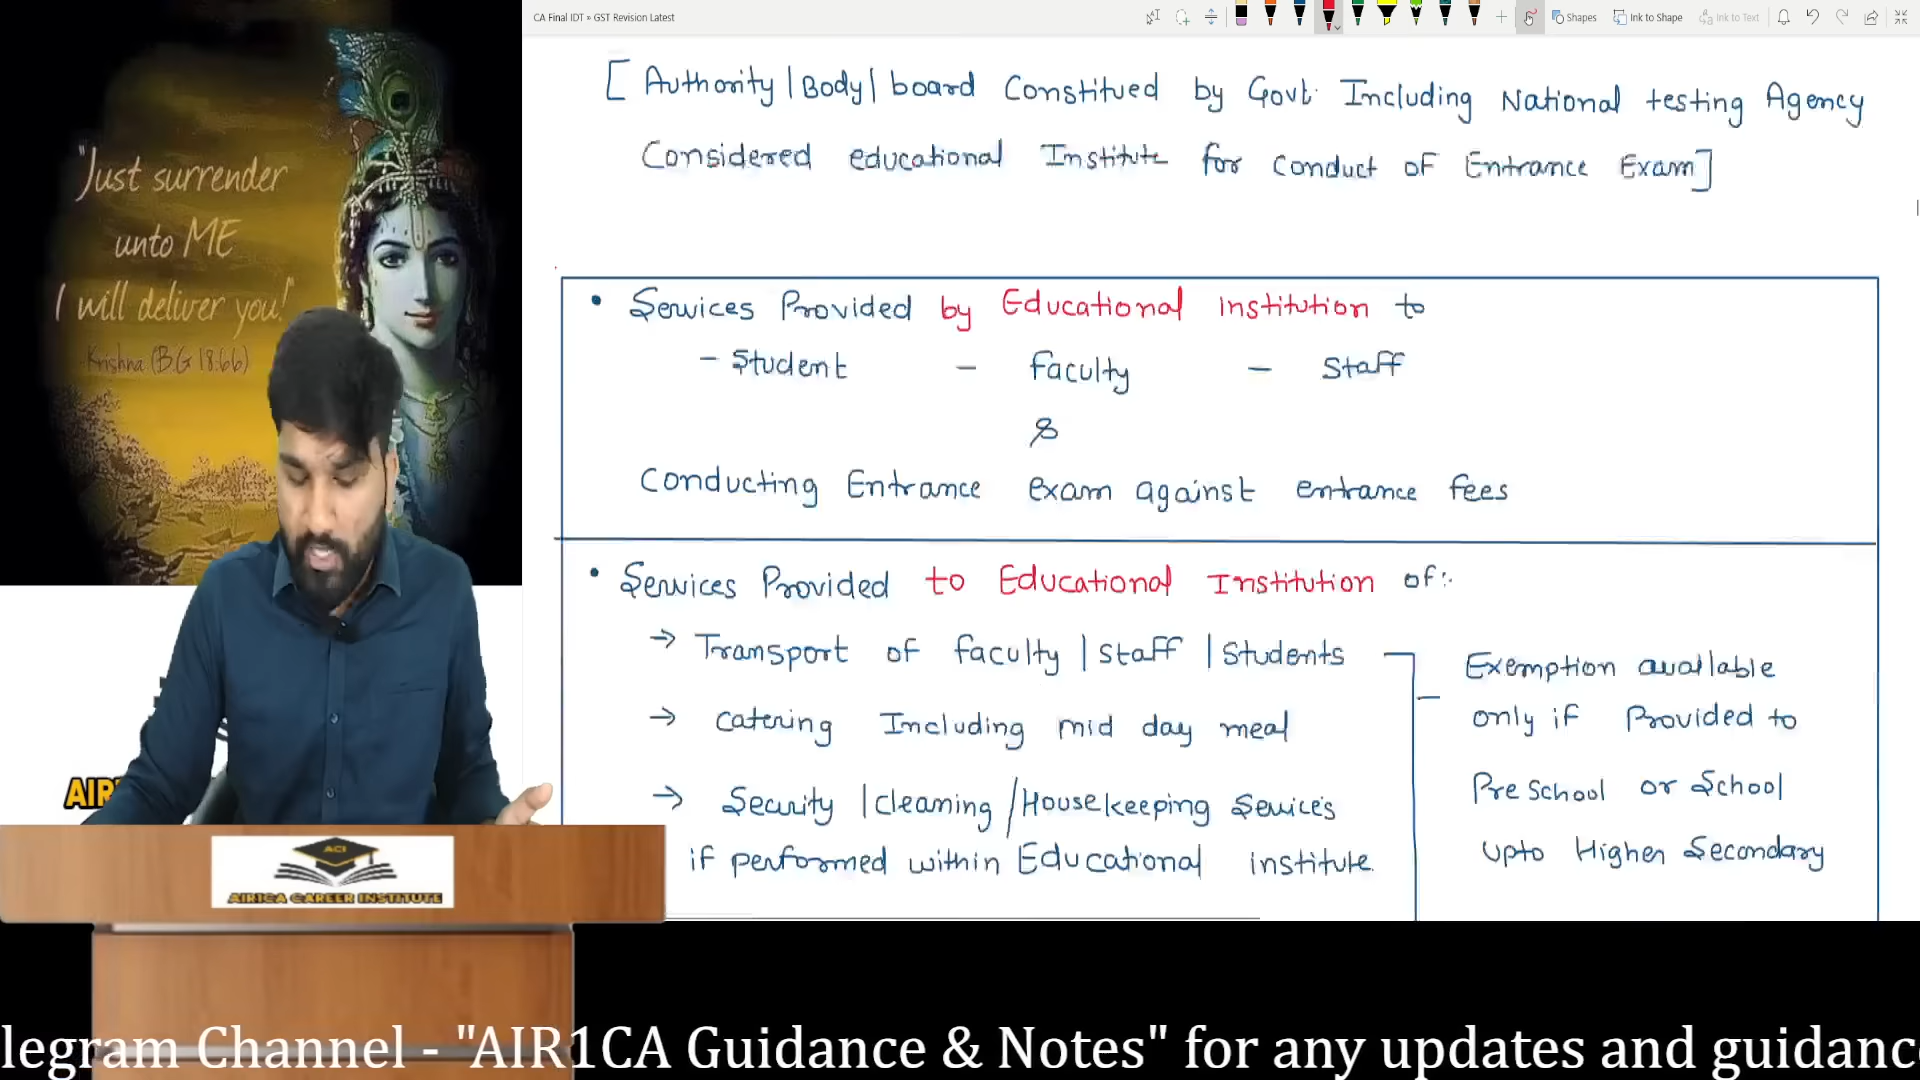 CA Final IDT » GST Revision Latest
Shapes
Ink to Shape
Ink to Text
[ Authority | Body | board Constitued by Govt. Including National testing Agency
Considered educational Institute for conduct of Entrance Exam ]
"Just surrender
unto ME
I will deliver you!"
Krishna (B.G 18.66)
• Services Provided by Educational institution to
- Student - faculty - Staff
&
Conducting Entrance exam against entrance fees
• Services Provided to Educational Institution of:-
→ Transport of faculty | Staff | Students
→ Catering Including mid day meal
→ Security | Cleaning / Housekeeping Services
if performed within Educational institute.
Exemption available
only if Provided to
Pre School or School
upto Higher Secondary
AIR
ACI
AIR1CA CAREER INSTITUTE
legram Channel - "AIR1CA Guidance & Notes" for any updates and guidanc